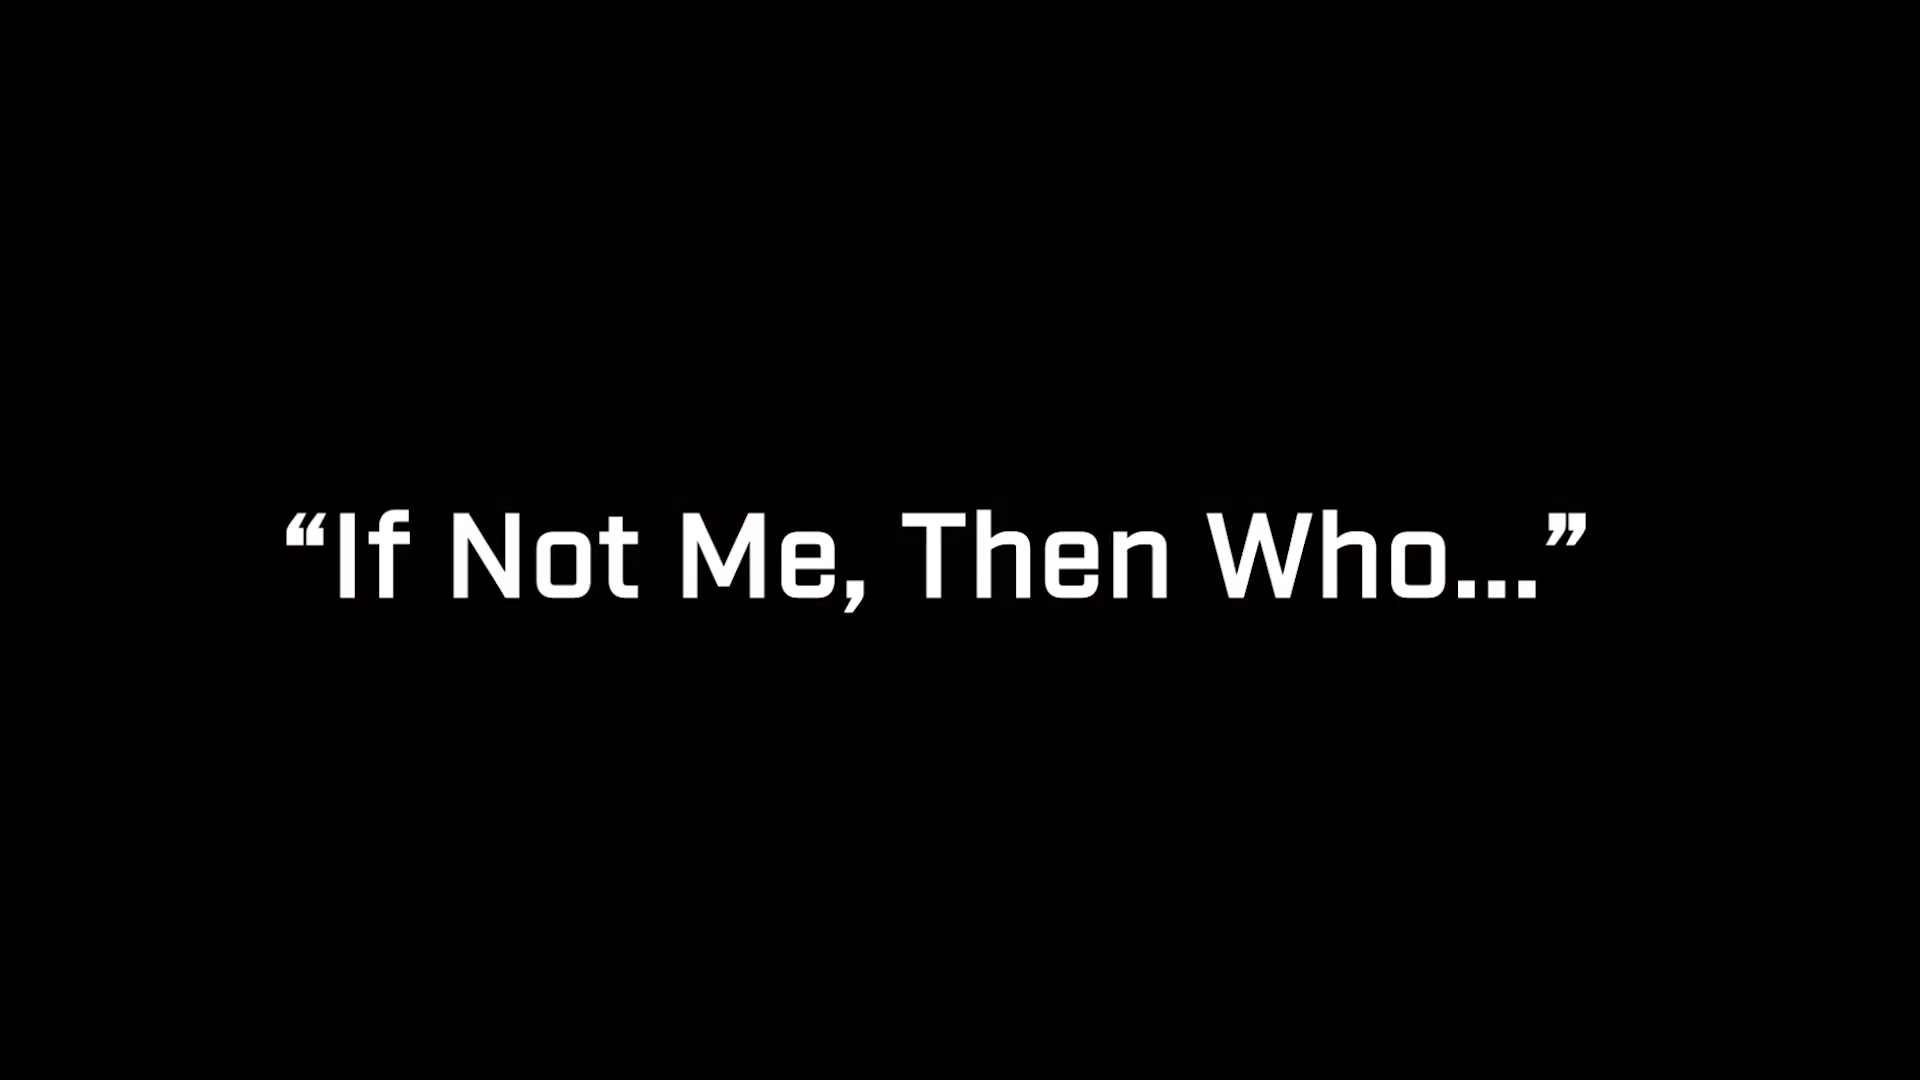 “If Not Me, Then Who...”